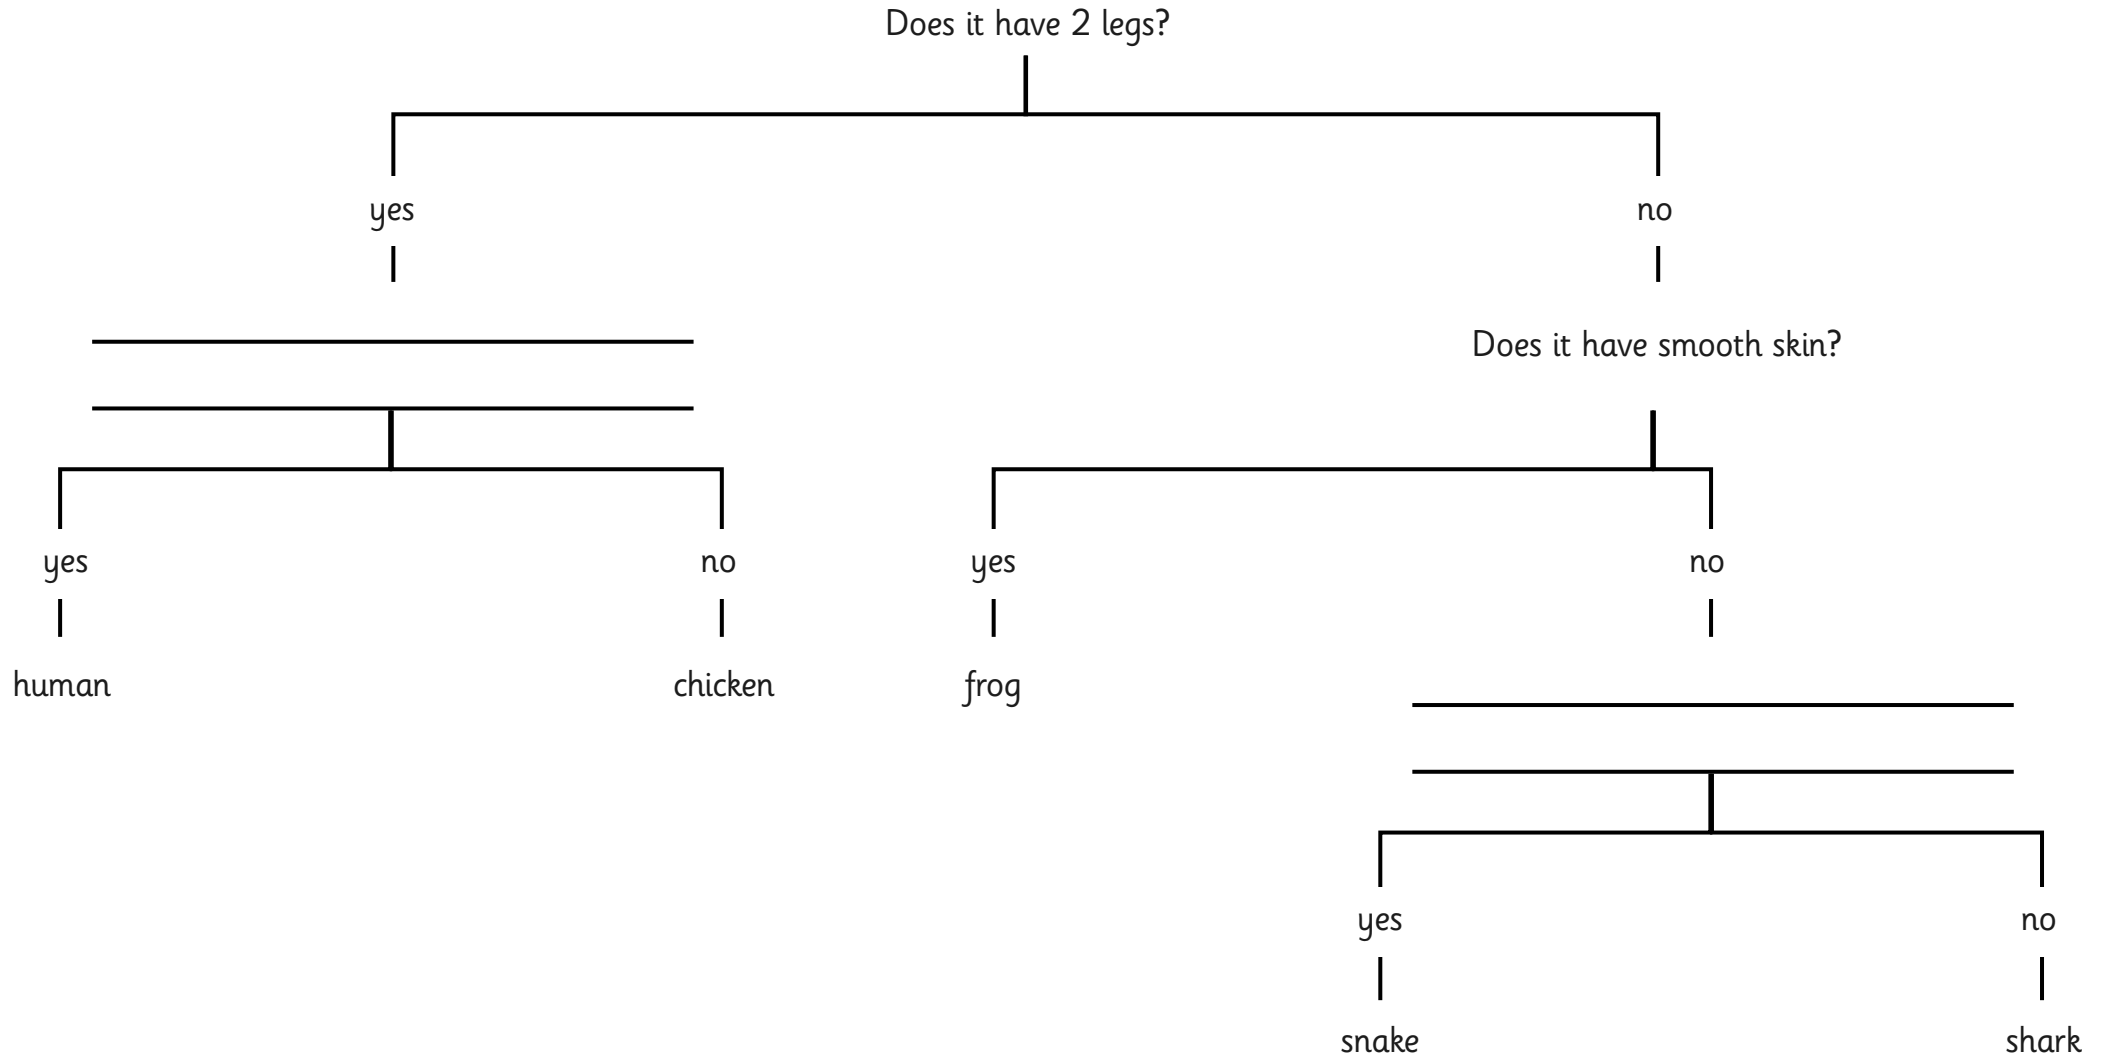 Does it have 2 legs?
yes
no
Does it have smooth skin?
yes
no
yes
no
human
chicken
frog
yes
no
snake
shark